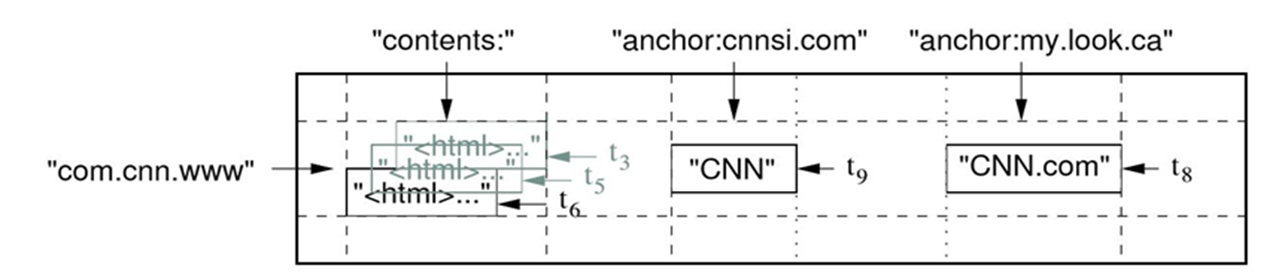 "contents:" "anchor:cnnsi.com" "anchor:my.look.ca"
"<html>..." t3
"com.cnn.www" "<html>..." t5 "CNN" t9 "CNN.com" t8
"<html>..." t6